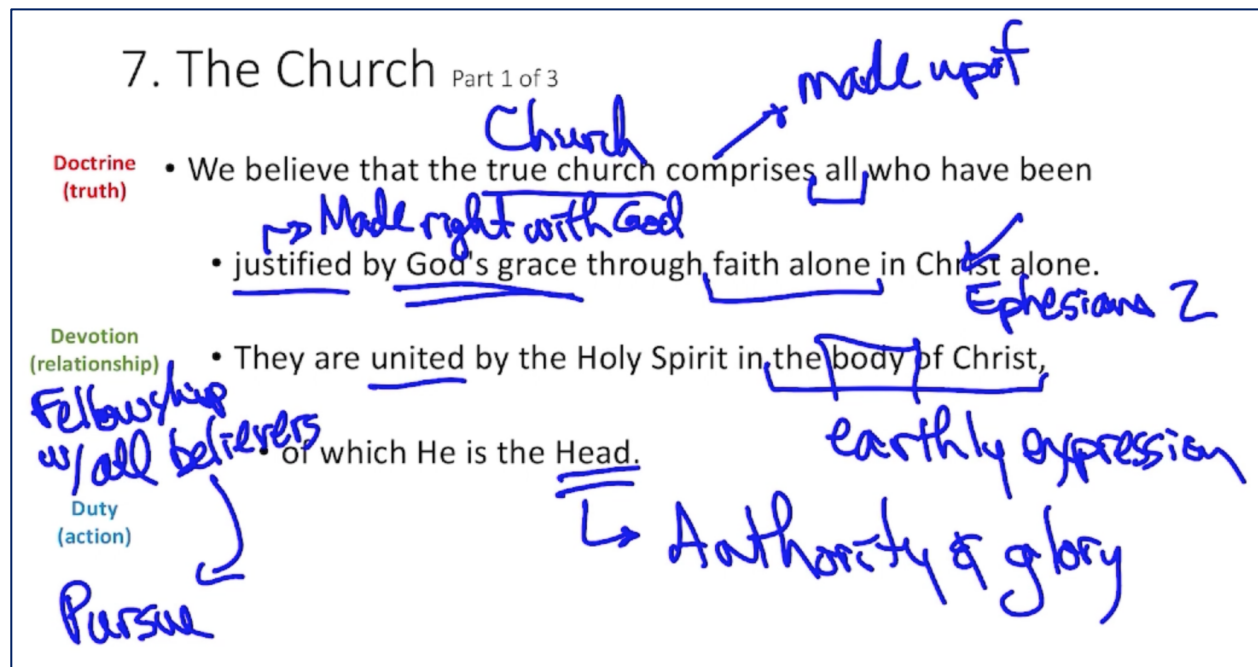 7. The Church Part 1 of 3
made up of
Church
Doctrine
(truth)
• We believe that the true church comprises all who have been
Made right with God
• justified by God's grace through faith alone in Christ alone.
Ephesians 2
Devotion
(relationship)
• They are united by the Holy Spirit in the body of Christ,
Fellowship
w/ all believers
earthly expression
• of which He is the Head.
Duty
(action)
Authority & glory
Pursue